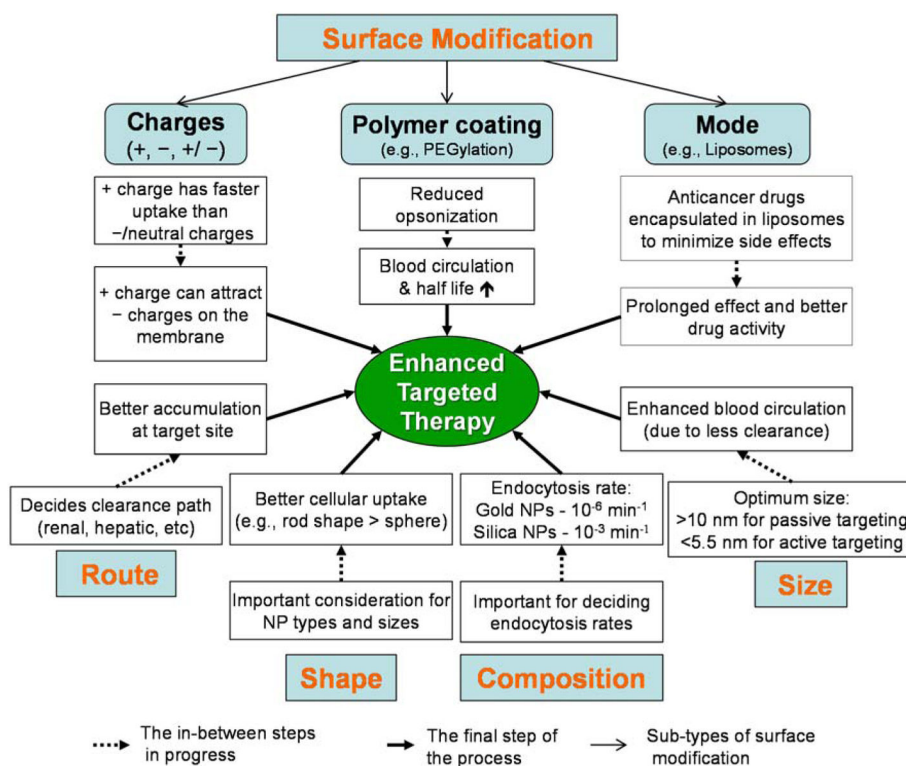 Surface Modification
Charges
(+, −, +/ −)
Polymer coating
(e.g., PEGylation)
Mode
(e.g., Liposomes)
+ charge has faster
uptake than
−/neutral charges
Reduced
opsonization
Anticancer drugs
encapsulated in liposomes
to minimize side effects
+ charge can attract
− charges on the
membrane
Blood circulation
& half life ↑
Prolonged effect and better
drug activity
Enhanced
Targeted
Therapy
Better accumulation
at target site
Enhanced blood circulation
(due to less clearance)
Decides clearance path
(renal, hepatic, etc)
Better cellular uptake
(e.g., rod shape > sphere)
Endocytosis rate:
Gold NPs - 10⁻⁶ min⁻¹
Silica NPs - 10⁻³ min⁻¹
Optimum size:
>10 nm for passive targeting
<5.5 nm for active targeting
Route
Size
Important consideration for
NP types and sizes
Important for deciding
endocytosis rates
Shape
Composition
The in-between steps
in progress
The final step of
the process
Sub-types of surface
modification